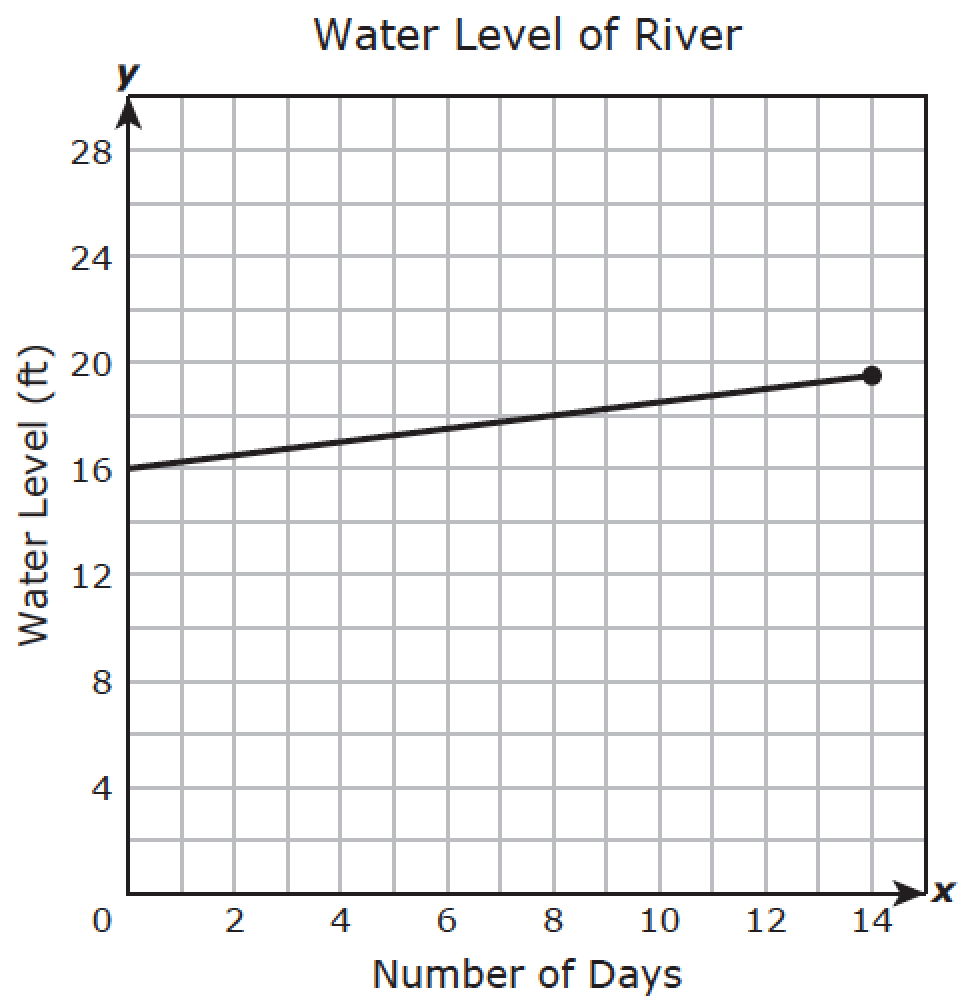 Water Level of River
y
28
24
20
16
12
8
4
0 2 4 6 8 10 12 14 x
Water Level (ft)
Number of Days